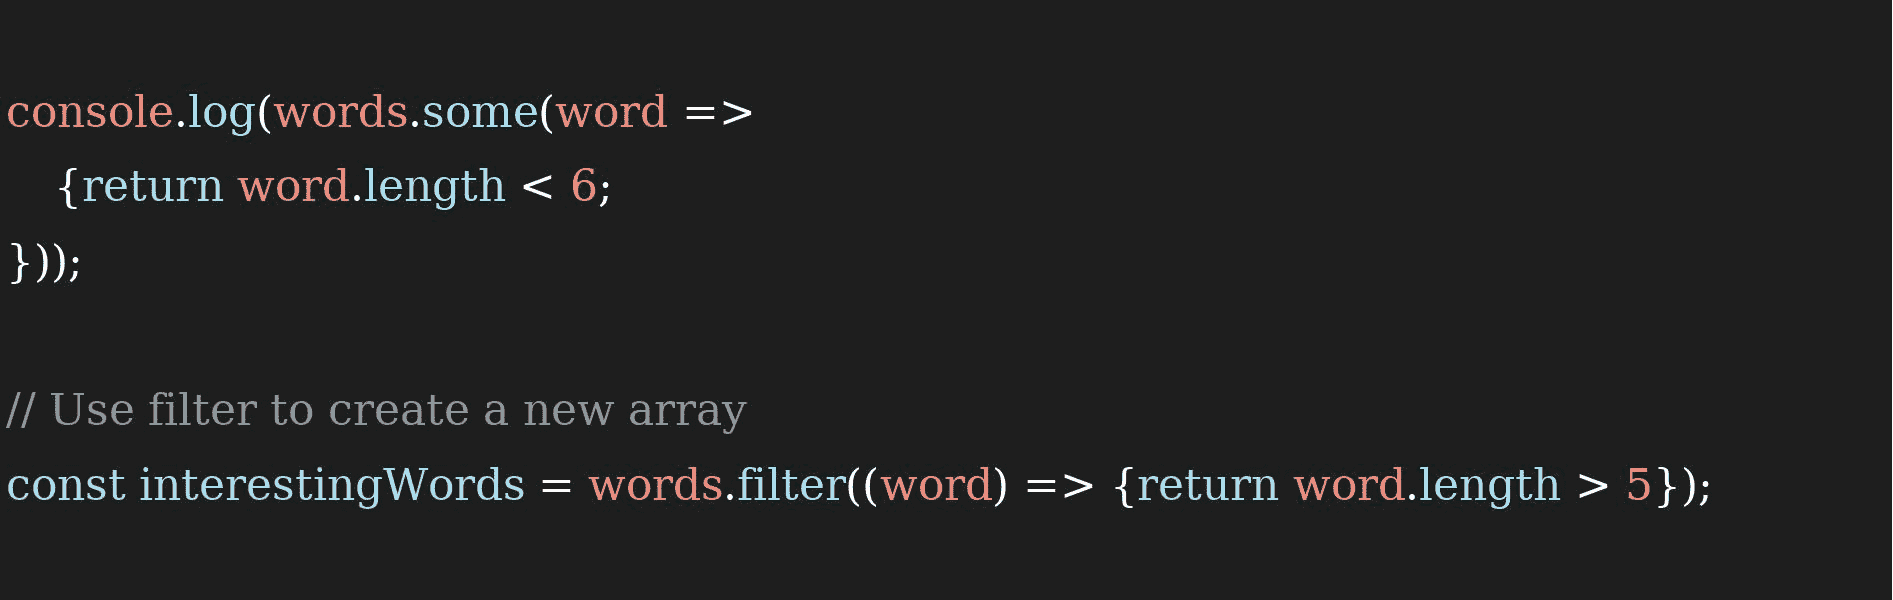 console.log(words.some(word =>
{return word.length < 6;
}));
// Use filter to create a new array
const interestingWords = words.filter((word) => {return word.length > 5});